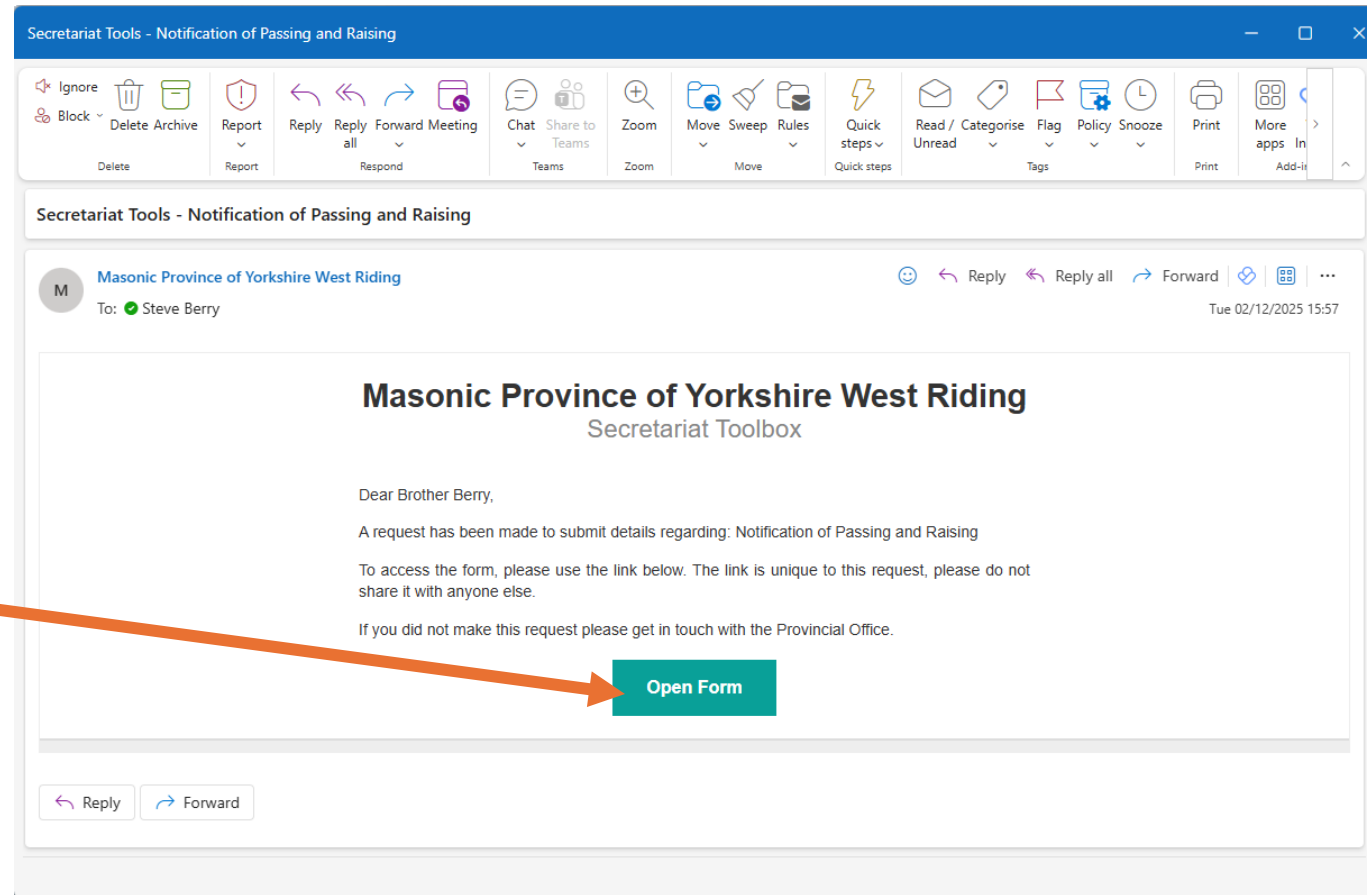 Secretariat Tools - Notification of Passing and Raising
Ignore
Block
Delete Archive
Report
Reply Reply all Forward Meeting
Chat Share to Teams
Zoom
Move Sweep Rules
Quick steps
Read / Unread Categorise Flag Policy Snooze
Print
More apps In
Delete Report Respond Teams Zoom Move Quick steps Tags Print Add-i
Secretariat Tools - Notification of Passing and Raising
M
Masonic Province of Yorkshire West Riding
Reply Reply all Forward
To: Steve Berry
Tue 02/12/2025 15:57
Masonic Province of Yorkshire West Riding
Secretariat Toolbox
Dear Brother Berry,
A request has been made to submit details regarding: Notification of Passing and Raising
To access the form, please use the link below. The link is unique to this request, please do not
share it with anyone else.
If you did not make this request please get in touch with the Provincial Office.
Open Form
Reply Forward